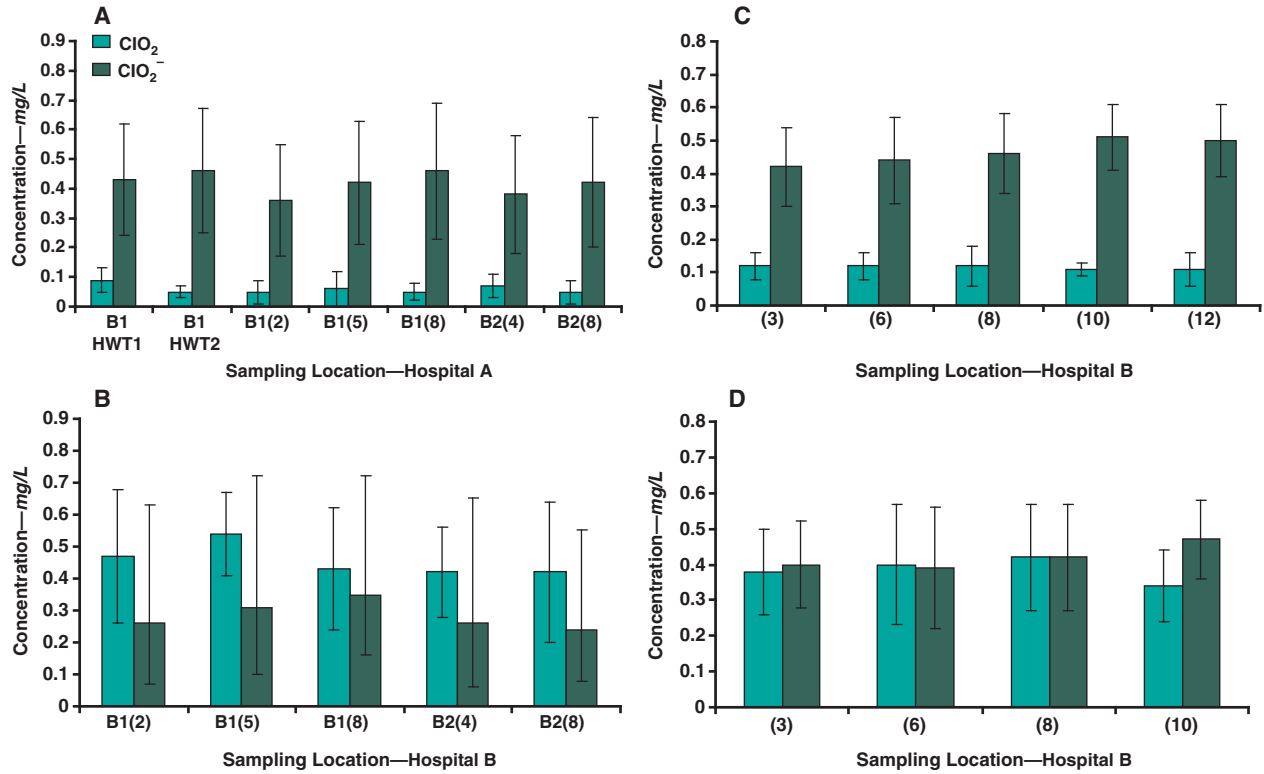 A
ClO2
ClO2−
Concentration—mg/L
0.9
0.8
0.7
0.6
0.5
0.4
0.3
0.2
0.1
0
B1 HWT1
B1 HWT2
B1(2)
B1(5)
B1(8)
B2(4)
B2(8)
Sampling Location—Hospital A
C
Concentration—mg/L
0.8
0.7
0.6
0.5
0.4
0.3
0.2
0.1
0
(3)
(6)
(8)
(10)
(12)
Sampling Location—Hospital B
B
Concentration—mg/L
0.9
0.8
0.7
0.6
0.5
0.4
0.3
0.2
0.1
0
B1(2)
B1(5)
B1(8)
B2(4)
B2(8)
Sampling Location—Hospital B
D
Concentration—mg/L
0.8
0.7
0.6
0.5
0.4
0.3
0.2
0.1
0
(3)
(6)
(8)
(10)
Sampling Location—Hospital B